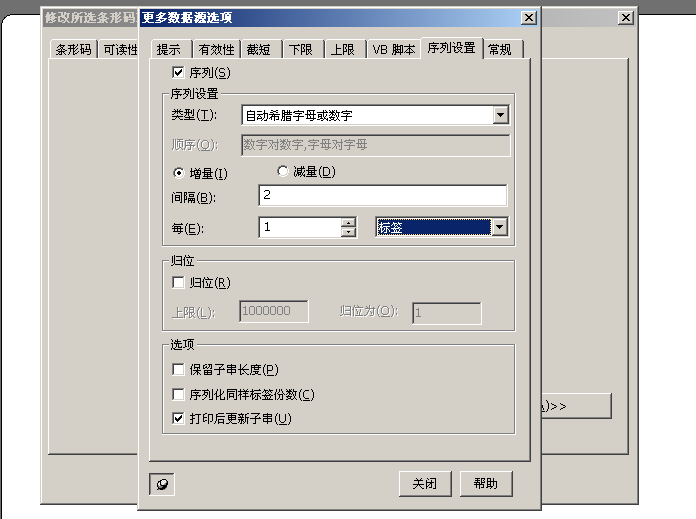 修改所选条形码
更多数据源选项
条形码 可读性
提示 有效性 截短 下限 上限 VB 脚本 序列设置 常规
序列(S)
序列设置
类型(T): 自动希腊字母或数字
顺序(O): 数字对数字,字母对字母
增量(I) 减量(D)
间隔(B): 2
每(E): 1 标签
归位
归位(R)
上限(L): 1000000 归位为(O): 1
选项
保留子串长度(P)
序列化同样标签份数(C)
)>>
打印后更新子串(U)
关闭 帮助